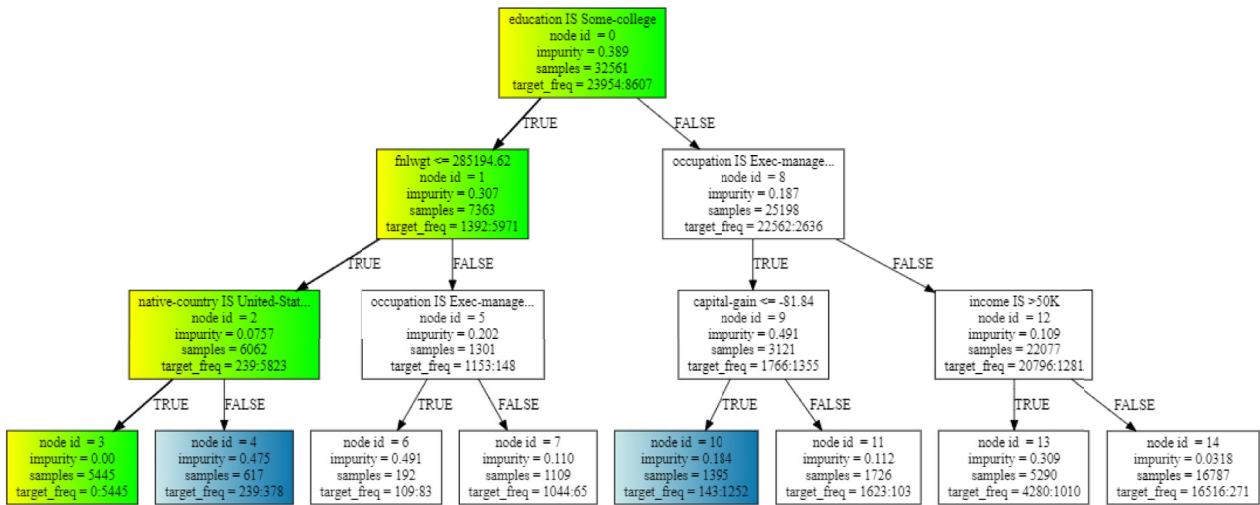 education IS Some-college
node id = 0
impurity = 0.389
samples = 32561
target_freq = 23954:8607
TRUE
FALSE
fnlwgt <= 285194.62
node id = 1
impurity = 0.307
samples = 7363
target_freq = 1392:5971
occupation IS Exec-manage...
node id = 8
impurity = 0.187
samples = 25198
target_freq = 22562:2636
TRUE
FALSE
TRUE
FALSE
native-country IS United-Stat...
node id = 2
impurity = 0.0757
samples = 6062
target_freq = 239:5823
occupation IS Exec-manage...
node id = 5
impurity = 0.202
samples = 1301
target_freq = 1153:148
capital-gain <= -81.84
node id = 9
impurity = 0.491
samples = 3121
target_freq = 1766:1355
income IS >50K
node id = 12
impurity = 0.109
samples = 22077
target_freq = 20796:1281
TRUE
FALSE
TRUE
FALSE
TRUE
FALSE
TRUE
FALSE
node id = 3
impurity = 0.00
samples = 5445
target_freq = 0:5445
node id = 4
impurity = 0.475
samples = 617
target_freq = 239:378
node id = 6
impurity = 0.491
samples = 192
target_freq = 109:83
node id = 7
impurity = 0.110
samples = 1109
target_freq = 1044:65
node id = 10
impurity = 0.184
samples = 1395
target_freq = 143:1252
node id = 11
impurity = 0.112
samples = 1726
target_freq = 1623:103
node id = 13
impurity = 0.309
samples = 5290
target_freq = 4280:1010
node id = 14
impurity = 0.0318
samples = 16787
target_freq = 16516:271